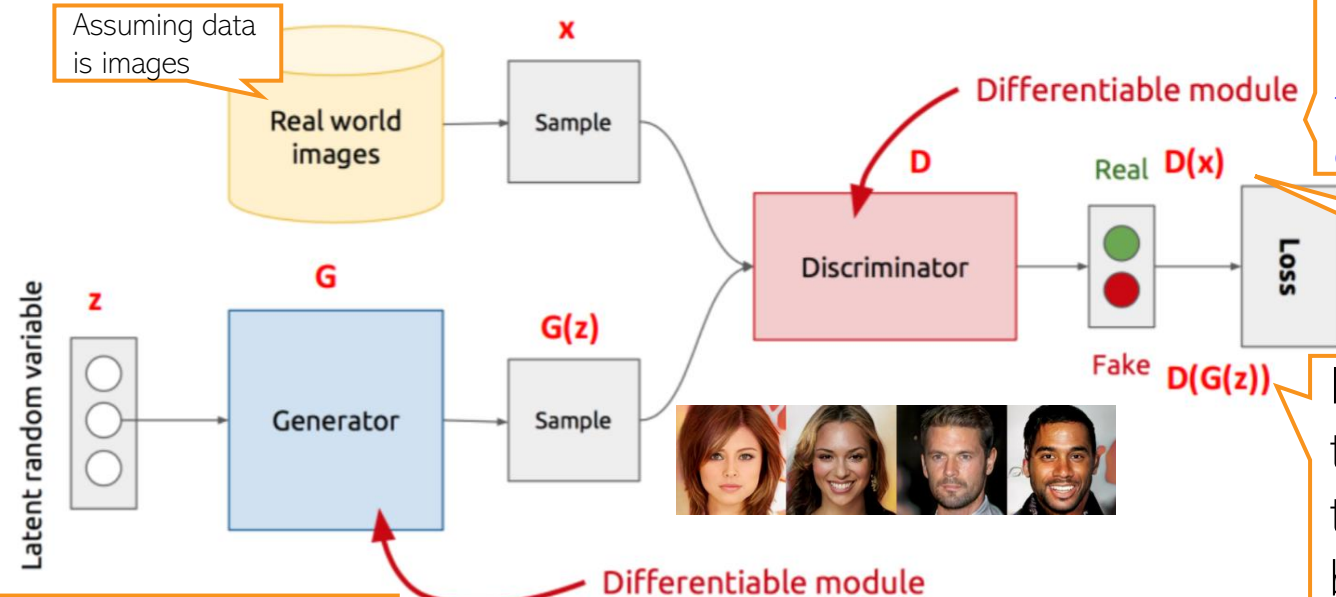 Assuming data
is images
x
Real world
images
Sample
Differentiable module
D
Real D(x)
Discriminator
Loss
Fake D(G(z))
Latent random variable
z
G
Generator
G(z)
Sample
Differentiable module